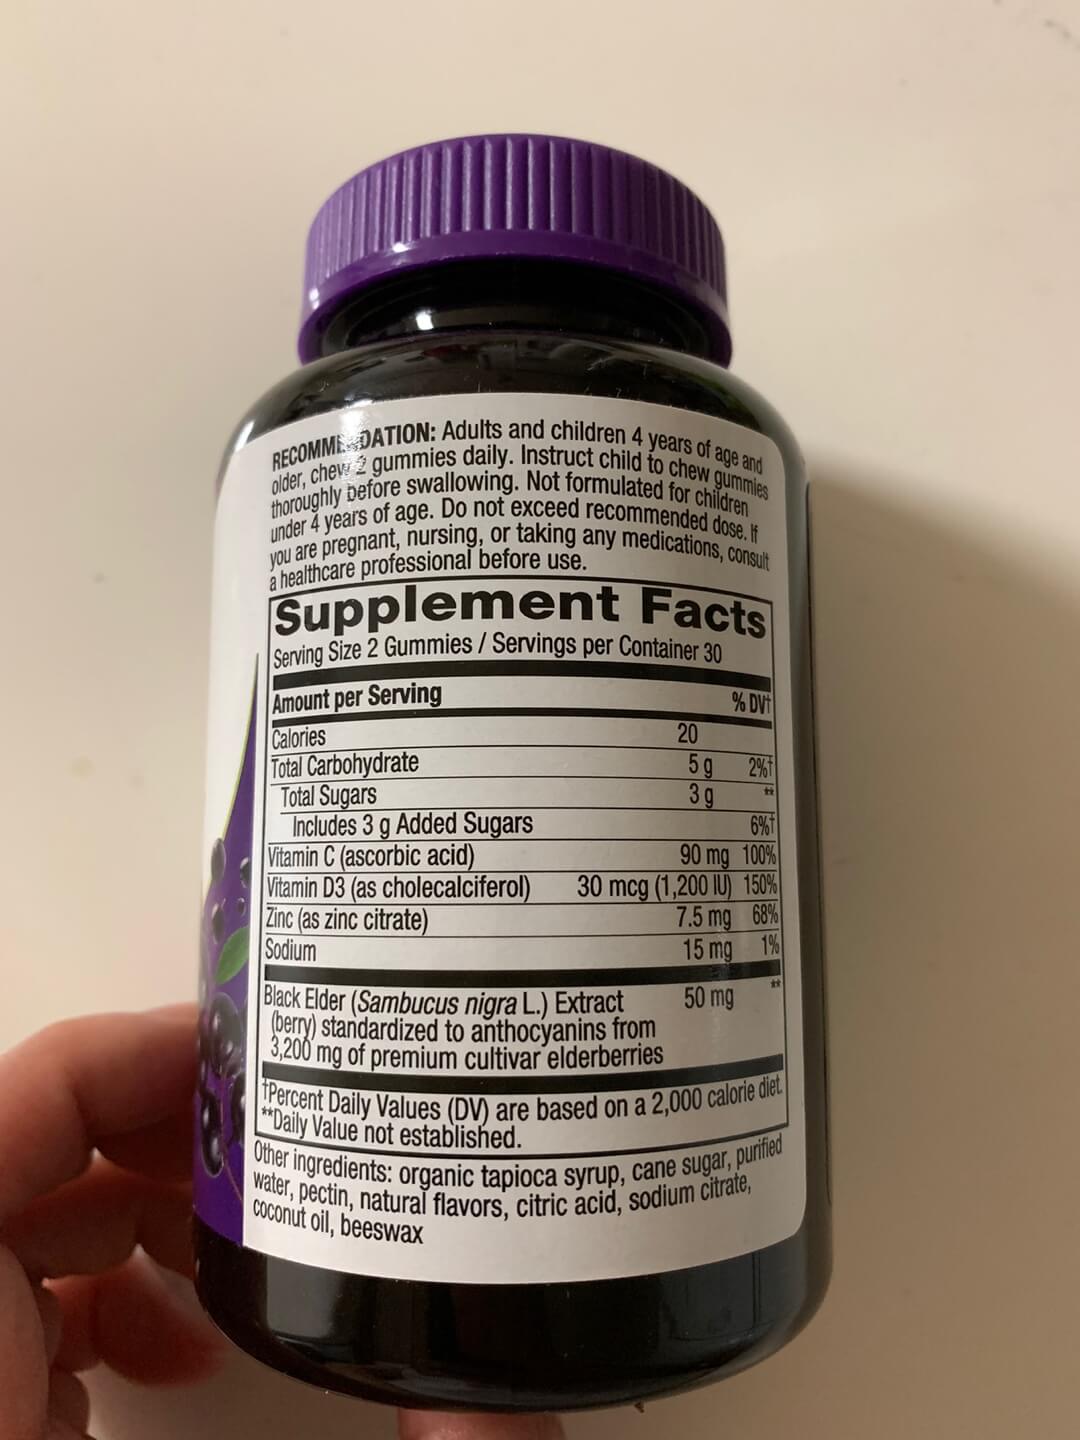 RECOMMENDATION: Adults and children 4 years of age and
older, chew 2 gummies daily. Instruct child to chew gummies
thoroughly before swallowing. Not formulated for children
under 4 years of age. Do not exceed recommended dose. If
you are pregnant, nursing, or taking any medications, consult
a healthcare professional before use.
Supplement Facts
Serving Size 2 Gummies / Servings per Container 30
Amount per Serving % DV†
Calories 20
Total Carbohydrate 5 g 2%†
Total Sugars 3 g **
Includes 3 g Added Sugars 6%†
Vitamin C (ascorbic acid) 90 mg 100%
Vitamin D3 (as cholecalciferol) 30 mcg (1,200 IU) 150%
Zinc (as zinc citrate) 7.5 mg 68%
Sodium 15 mg 1%
Black Elder (Sambucus nigra L.) Extract 50 mg **
(berry) standardized to anthocyanins from
3,200 mg of premium cultivar elderberries
†Percent Daily Values (DV) are based on a 2,000 calorie diet.
**Daily Value not established.
Other ingredients: organic tapioca syrup, cane sugar, purified
water, pectin, natural flavors, citric acid, sodium citrate,
coconut oil, beeswax